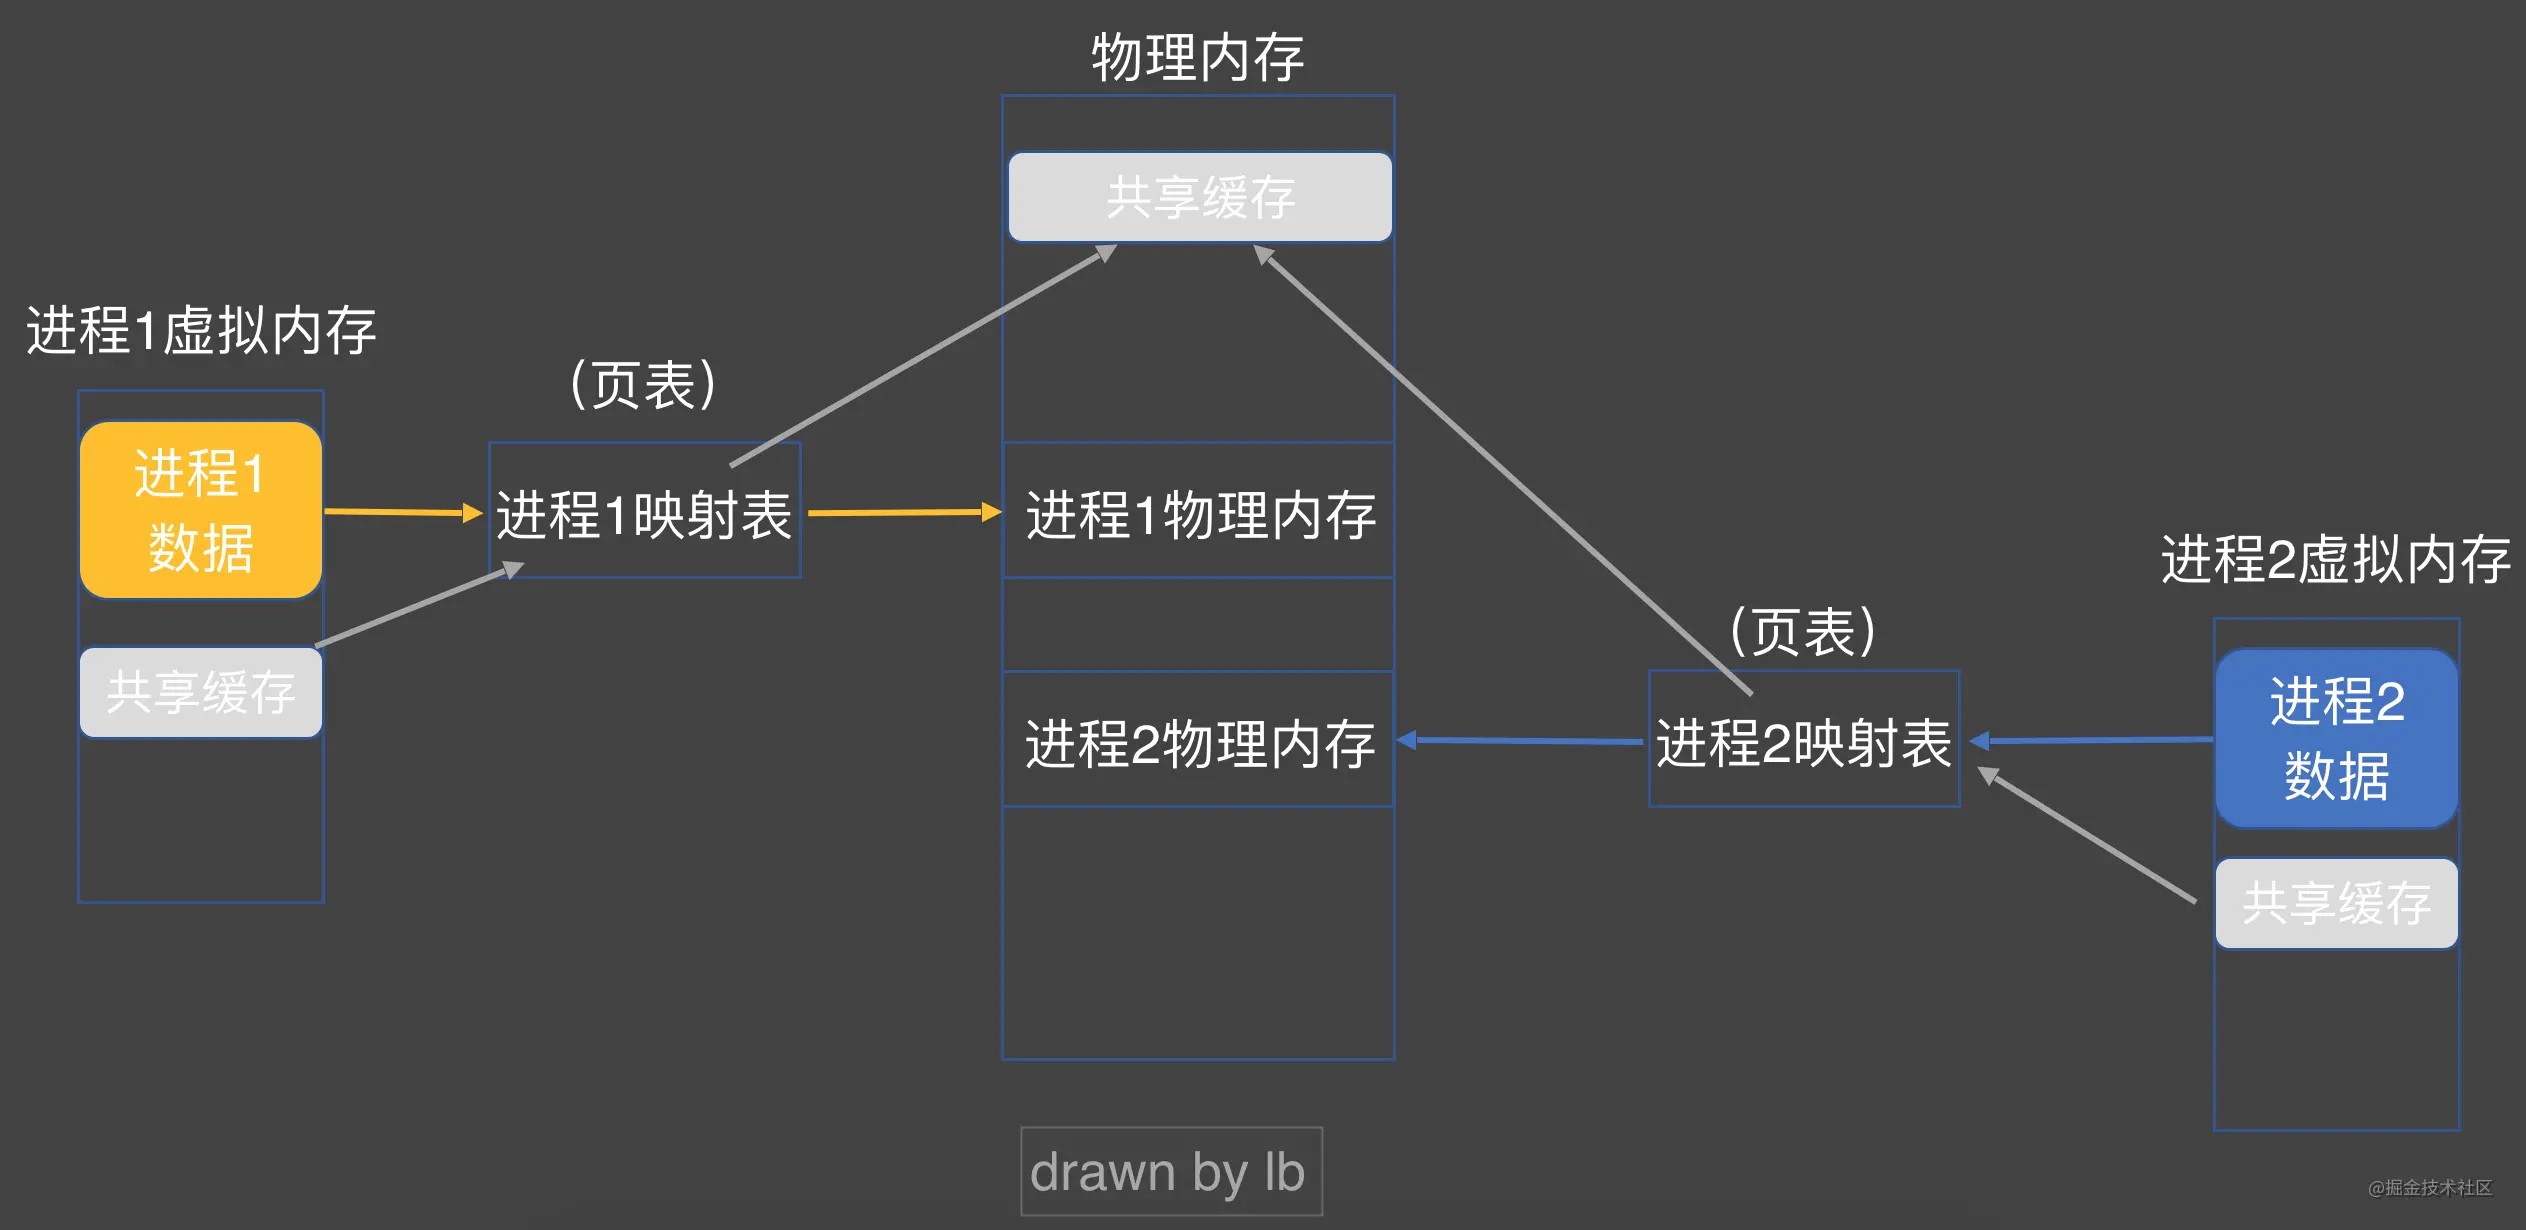 物理内存
共享缓存
进程1虚拟内存
（页表）
进程1
数据
进程1映射表
进程1物理内存
共享缓存
进程2虚拟内存
（页表）
进程2物理内存
进程2映射表
进程2
数据
共享缓存
drawn by lb
@掘金技术社区